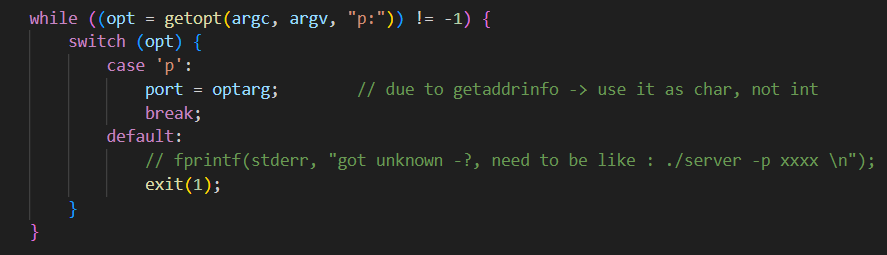 while ((opt = getopt(argc, argv, "p:")) != -1) {
switch (opt) {
case 'p':
port = optarg; // due to getaddrinfo -> use it as char, not int
break;
default:
// fprintf(stderr, "got unknown -?, need to be like : ./server -p xxxx \n");
exit(1);
}
}